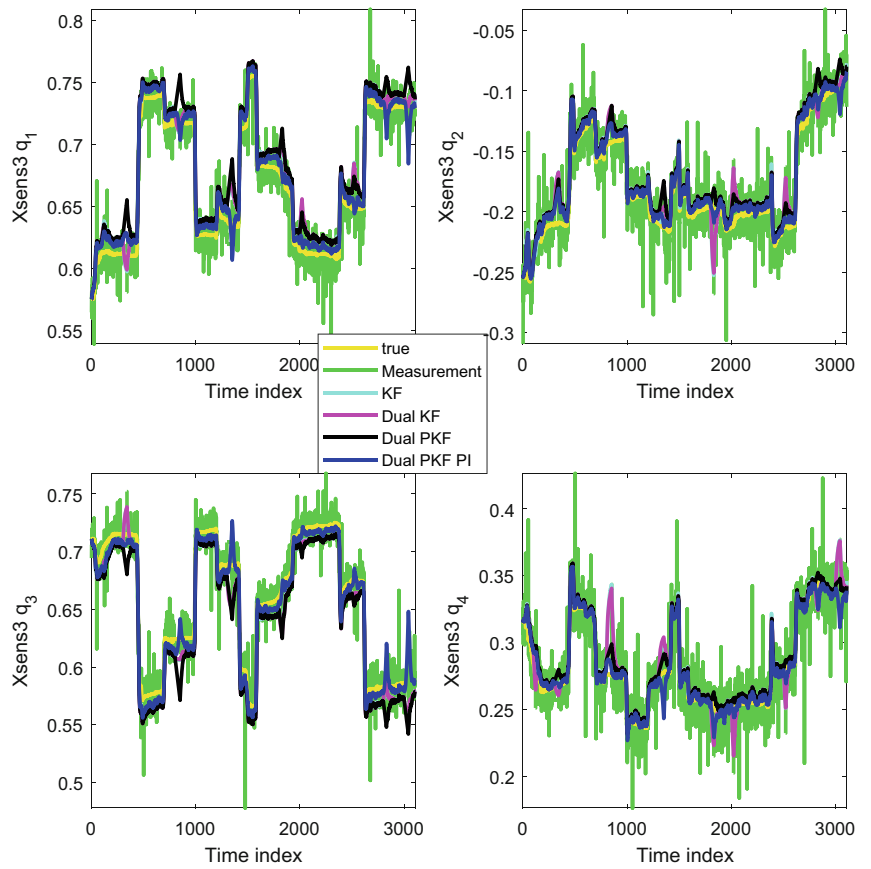 0.8
0.75
0.7
0.65
0.6
0.55
Xsens3 q1
0
1000
2000
Time index
-0.05
-0.1
-0.15
-0.2
-0.25
-0.3
Xsens3 q2
0
1000
2000
3000
Time index
true
Measurement
KF
Dual KF
Dual PKF
Dual PKF PI
0.75
0.7
0.65
0.6
0.55
0.5
Xsens3 q3
0
1000
2000
3000
Time index
0.4
0.35
0.3
0.25
0.2
Xsens3 q4
0
1000
2000
3000
Time index